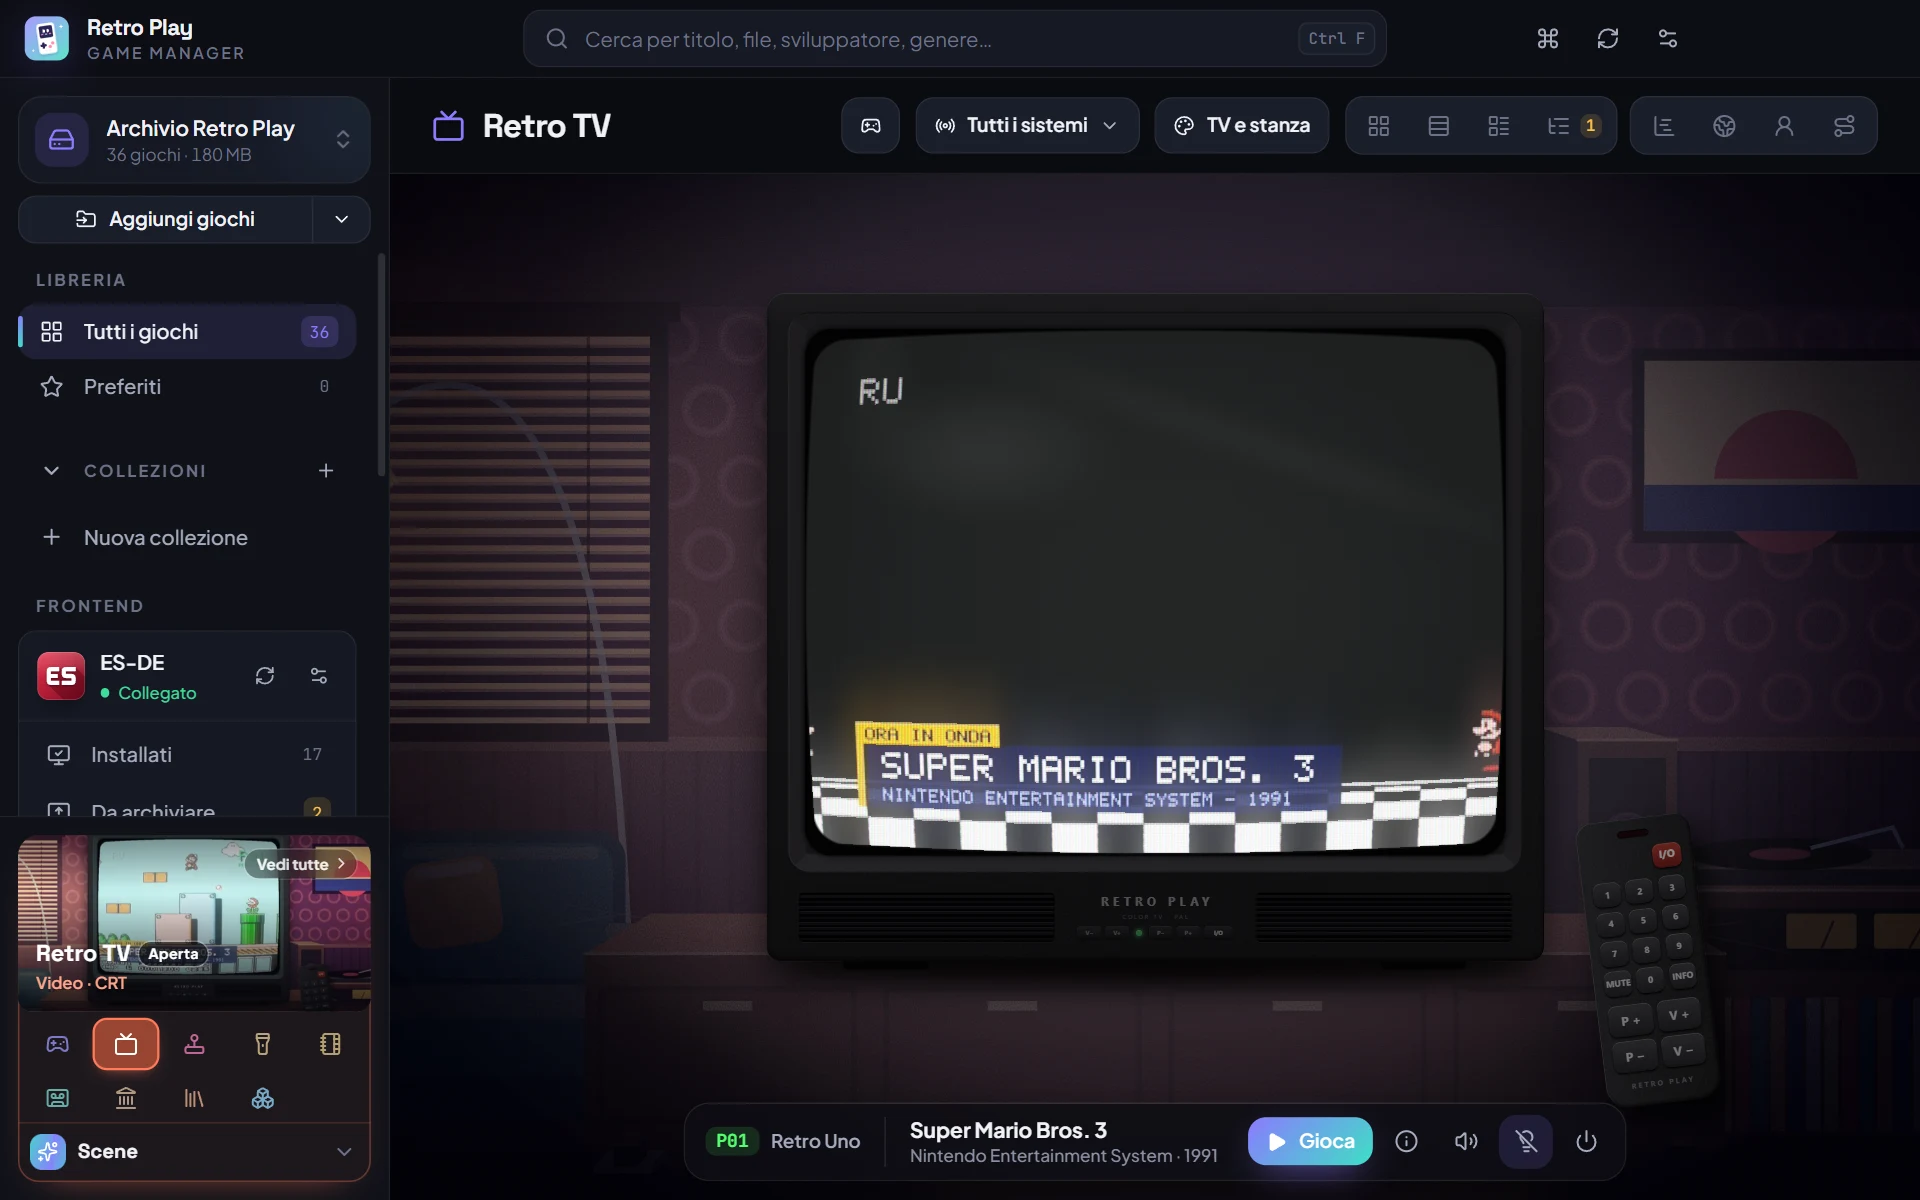 Retro Play
GAME MANAGER
Cerca per titolo, file, sviluppatore, genere...
Ctrl F
Archivio Retro Play
36 giochi · 180 MB
Aggiungi giochi
LIBRERIA
Tutti i giochi
36
Preferiti
0
COLLEZIONI
Nuova collezione
FRONTEND
ES
ES-DE
Collegato
Installati
17
Da archiviare
2
Vedi tutte
Retro TV
Aperta
Video · CRT
Scene
Retro TV
Tutti i sistemi
TV e stanza
1
RU
ORA IN ONDA
SUPER MARIO BROS. 3
NINTENDO ENTERTAINMENT SYSTEM - 1991
RETRO PLAY
I/O
I/O
1 2 3
4 5 6
7 8 9
MUTE 0 INFO
P + V +
P - V -
RETRO PLAY
P01
Retro Uno
Super Mario Bros. 3
Nintendo Entertainment System · 1991
Gioca